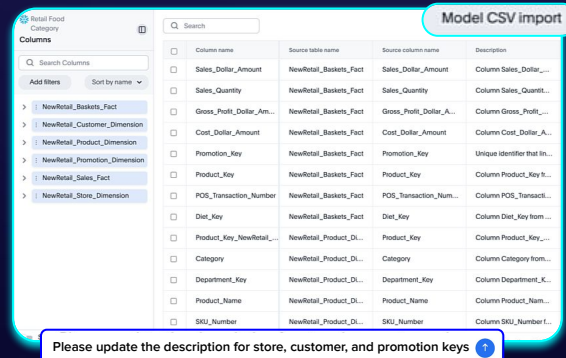 Retail Food
Category
Columns
Search Columns
Add filters
Sort by name
NewRetail_Baskets_Fact
NewRetail_Customer_Dimension
NewRetail_Product_Dimension
NewRetail_Promotion_Dimension
NewRetail_Sales_Fact
NewRetail_Store_Dimension
Search
Model CSV import
Column name Source table name Source column name Description
Sales_Dollar_Amount NewRetail_Baskets_Fact Sales_Dollar_Amount Column Sales_Dollar_...
Sales_Quantity NewRetail_Baskets_Fact Sales_Quantity Column Sales_Quantit...
Gross_Profit_Dollar_Am... NewRetail_Baskets_Fact Gross_Profit_Dollar_A... Column Gross_Profit_...
Cost_Dollar_Amount NewRetail_Baskets_Fact Cost_Dollar_Amount Column Cost_Dollar_A...
Promotion_Key NewRetail_Baskets_Fact Promotion_Key Unique identifier that lin...
Product_Key NewRetail_Baskets_Fact Product_Key Column Product_Key fr...
POS_Transaction_Number NewRetail_Baskets_Fact POS_Transaction_Num... Column POS_Transacti...
Diet_Key NewRetail_Baskets_Fact Diet_Key Column Diet_Key from ...
Product_Key_NewRetail_... NewRetail_Product_Di... Product_Key Column Product_Key_...
Category NewRetail_Product_Di... Category Column Category from...
Department_Key NewRetail_Product_Di... Department_Key Column Department_K...
Product_Name NewRetail_Product_Di... Product_Name Column Product_Nam...
SKU_Number NewRetail_Product_Di... SKU_Number Column SKU_Number f...
Please update the description for store, customer, and promotion keys